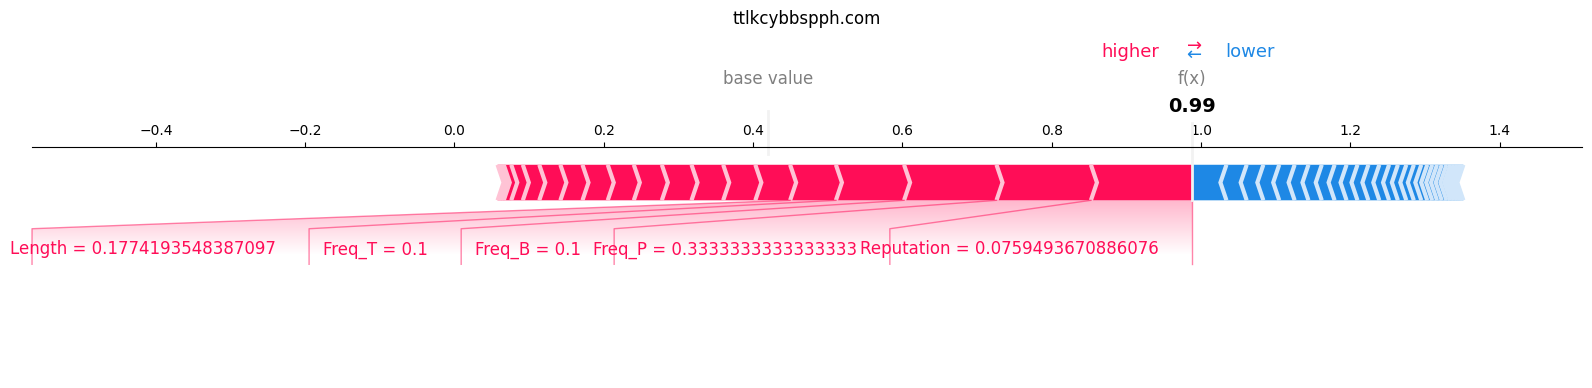 ttlkcybbspph.com
higher → ← lower
base value f(x)
0.99
−0.4 −0.2 0.0 0.2 0.4 0.6 0.8 1.0 1.2 1.4
Length = 0.1774193548387097 Freq_T = 0.1 Freq_B = 0.1 Freq_P = 0.3333333333333333 Reputation = 0.0759493670886076